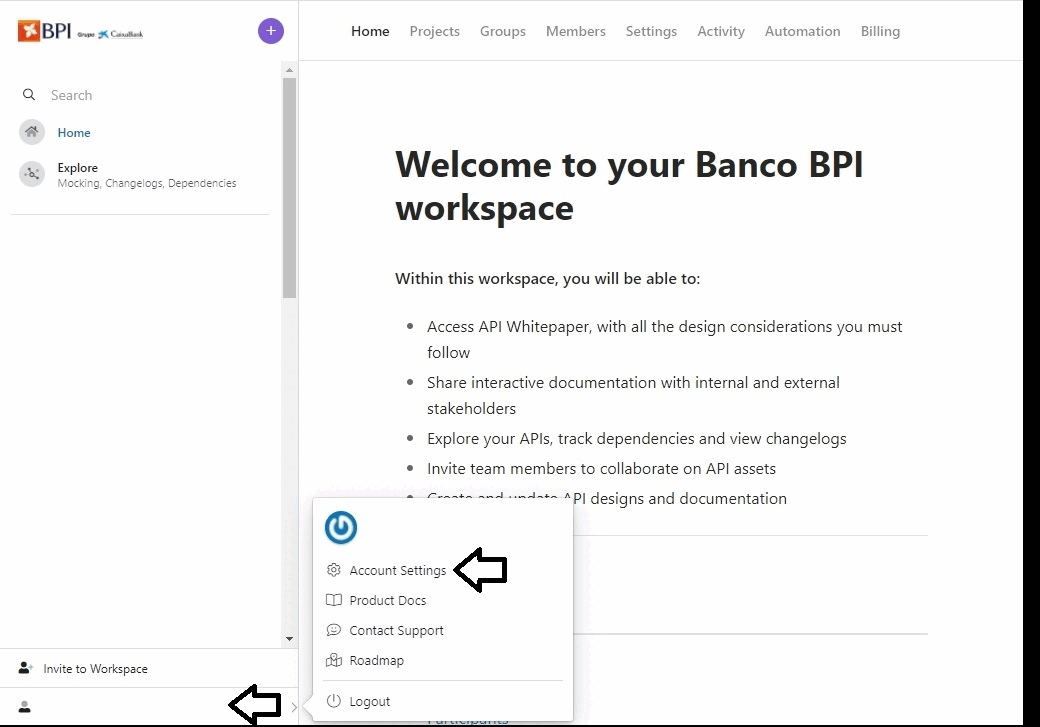 BPI Grupo CaixaBank
+
Home Projects Groups Members Settings Activity Automation Billing
Search
Home
Explore
Mocking, Changelogs, Dependencies
Welcome to your Banco BPI
workspace
Within this workspace, you will be able to:
Access API Whitepaper, with all the design considerations you must
follow
Share interactive documentation with internal and external
stakeholders
Explore your APIs, track dependencies and view changelogs
Invite team members to collaborate on API assets
Create and update API designs and documentation
Account Settings
Product Docs
Contact Support
Roadmap
Logout
Invite to Workspace
Participants